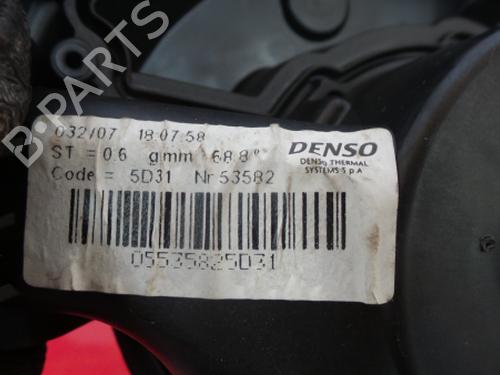 B-PARTS
032/07 18:07:58
ST = 0.6 gmm 68.8°
Code = 5D31 Nr 53582
DENSO
DENSO THERMAL
SYSTEMS S p A
05535825D31